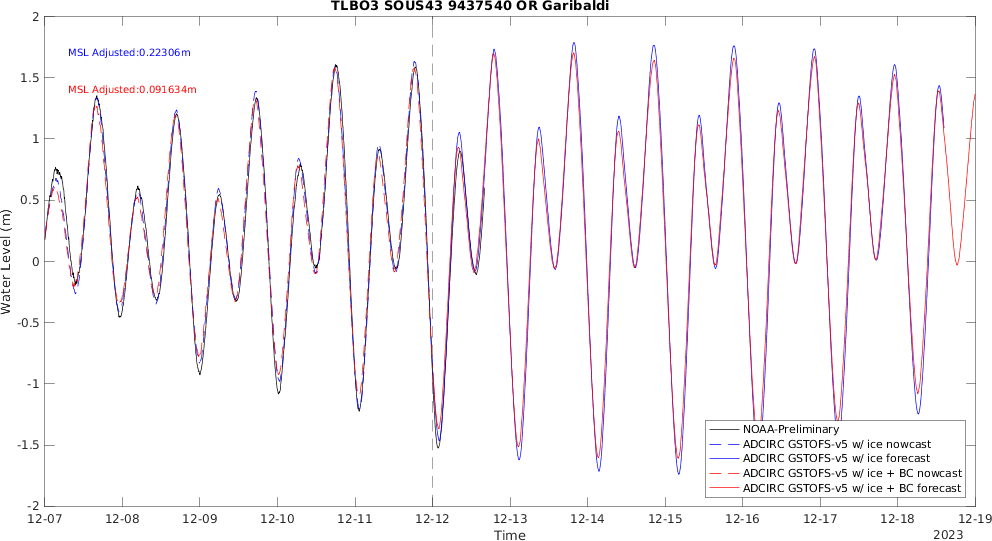 TLBO3 SOUS43 9437540 OR Garibaldi
MSL Adjusted:0.22306m
MSL Adjusted:0.091634m
Water Level (m)
2
1.5
1
0.5
0
-0.5
-1
-1.5
-2
NOAA-Preliminary
ADCIRC GSTOFS-v5 w/ ice nowcast
ADCIRC GSTOFS-v5 w/ ice forecast
ADCIRC GSTOFS-v5 w/ ice + BC nowcast
ADCIRC GSTOFS-v5 w/ ice + BC forecast
12-07 12-08 12-09 12-10 12-11 12-12 12-13 12-14 12-15 12-16 12-17 12-18 12-19
Time
2023